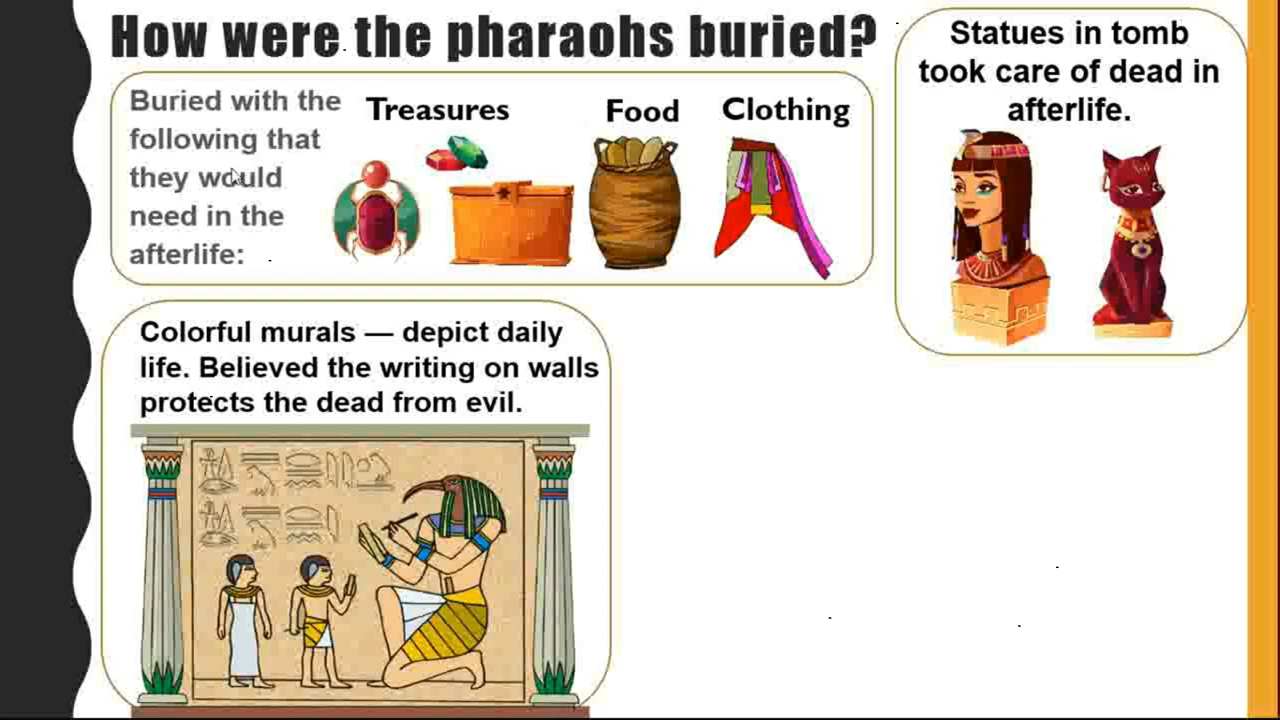 How were the pharaohs buried?
Buried with the
following that
they would
need in the
afterlife:
Treasures
Food
Clothing
Statues in tomb
took care of dead in
afterlife.
Colorful murals — depict daily
life. Believed the writing on walls
protects the dead from evil.